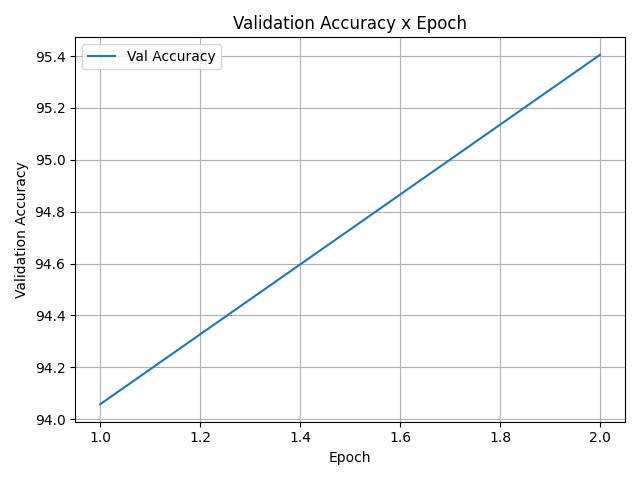 Validation Accuracy x Epoch
Val Accuracy
95.4
95.2
95.0
94.8
94.6
94.4
94.2
94.0
Validation Accuracy
1.0 1.2 1.4 1.6 1.8 2.0
Epoch